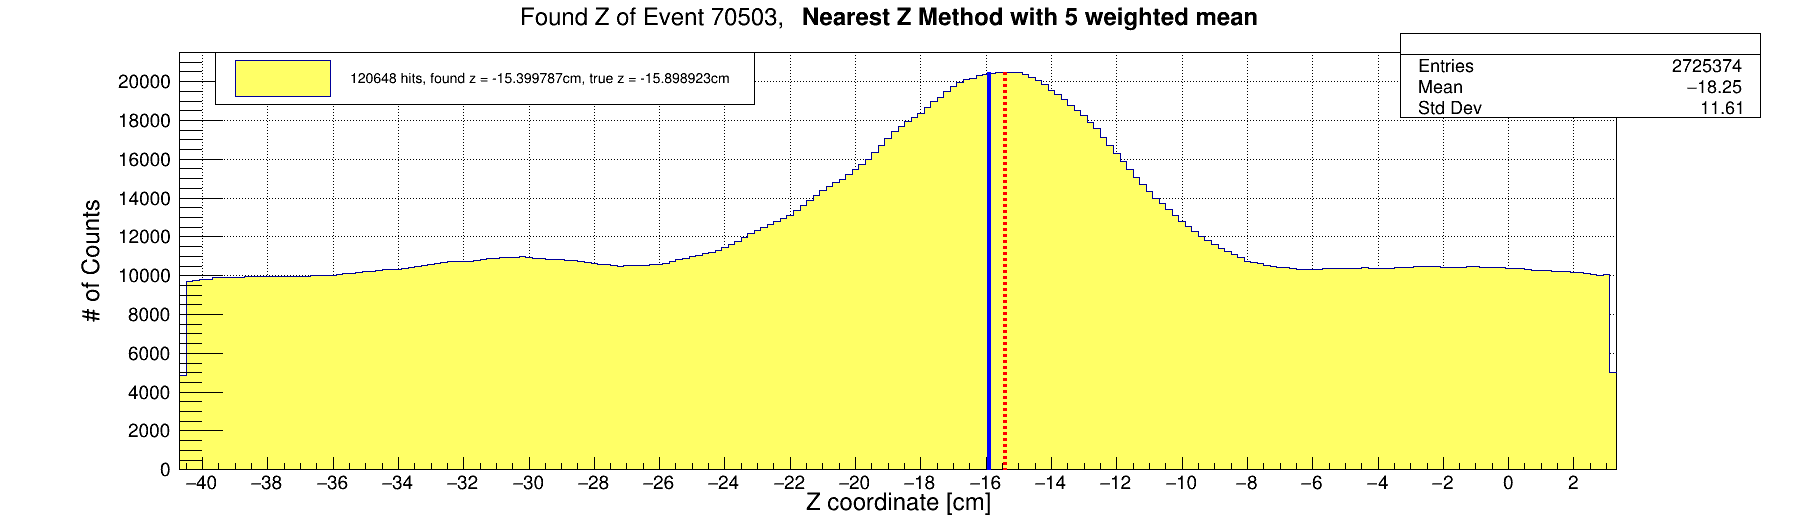 Found Z of Event 70503, Nearest Z Method with 5 weighted mean
120648 hits, found z = -15.399787cm, true z = -15.898923cm
Entries 2725374
Mean −18.25
Std Dev 11.61
# of Counts
20000
18000
16000
14000
12000
10000
8000
6000
4000
2000
0
−40 −38 −36 −34 −32 −30 −28 −26 −24 −22 −20 −18 −16 −14 −12 −10 −8 −6 −4 −2 0 2
Z coordinate [cm]